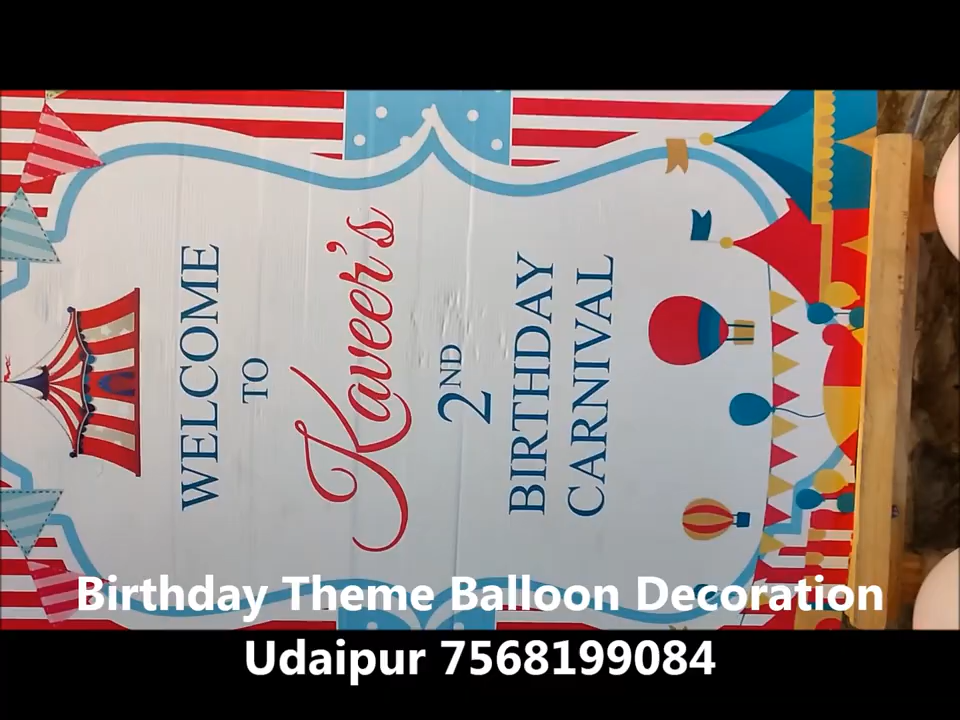 WELCOME
TO
Kaveer's
2ND
BIRTHDAY
CARNIVAL
Birthday Theme Balloon Decoration
Udaipur 7568199084